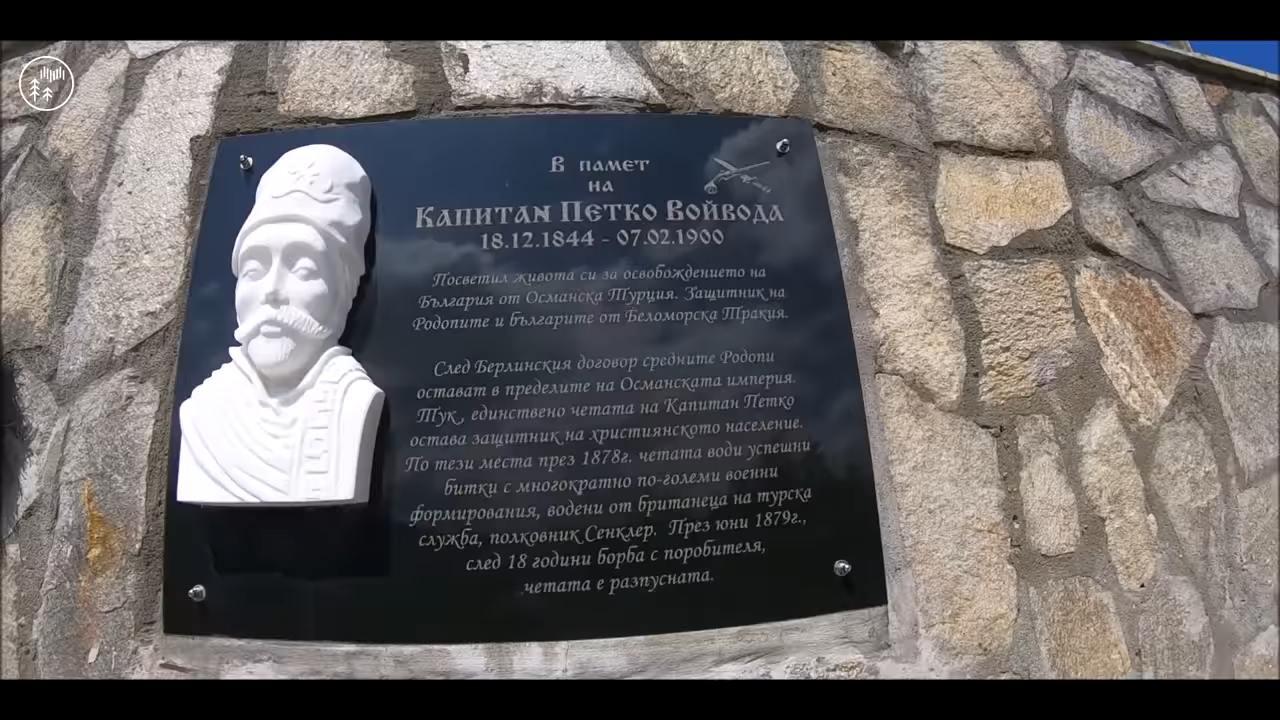 В памет
на
Капитан Петко Войвода
18.12.1844 - 07.02.1900
Посветил живота си за освобождението на
България от Османска Турция. Защитник на
Родопите и българите от Беломорска Тракия.
След Берлинския договор средните Родопи
остават в пределите на Османската империя.
Тук, единствено четата на Капитан Петко
остава защитник на християнското население.
По тези места през 1878г. четата води успешни
битки с многократно по-големи военни
формирования, водени от британеца на турска
служба, полковник Сенклер. През юни 1879г.,
след 18 години борба с поробителя,
четата е разпусната.